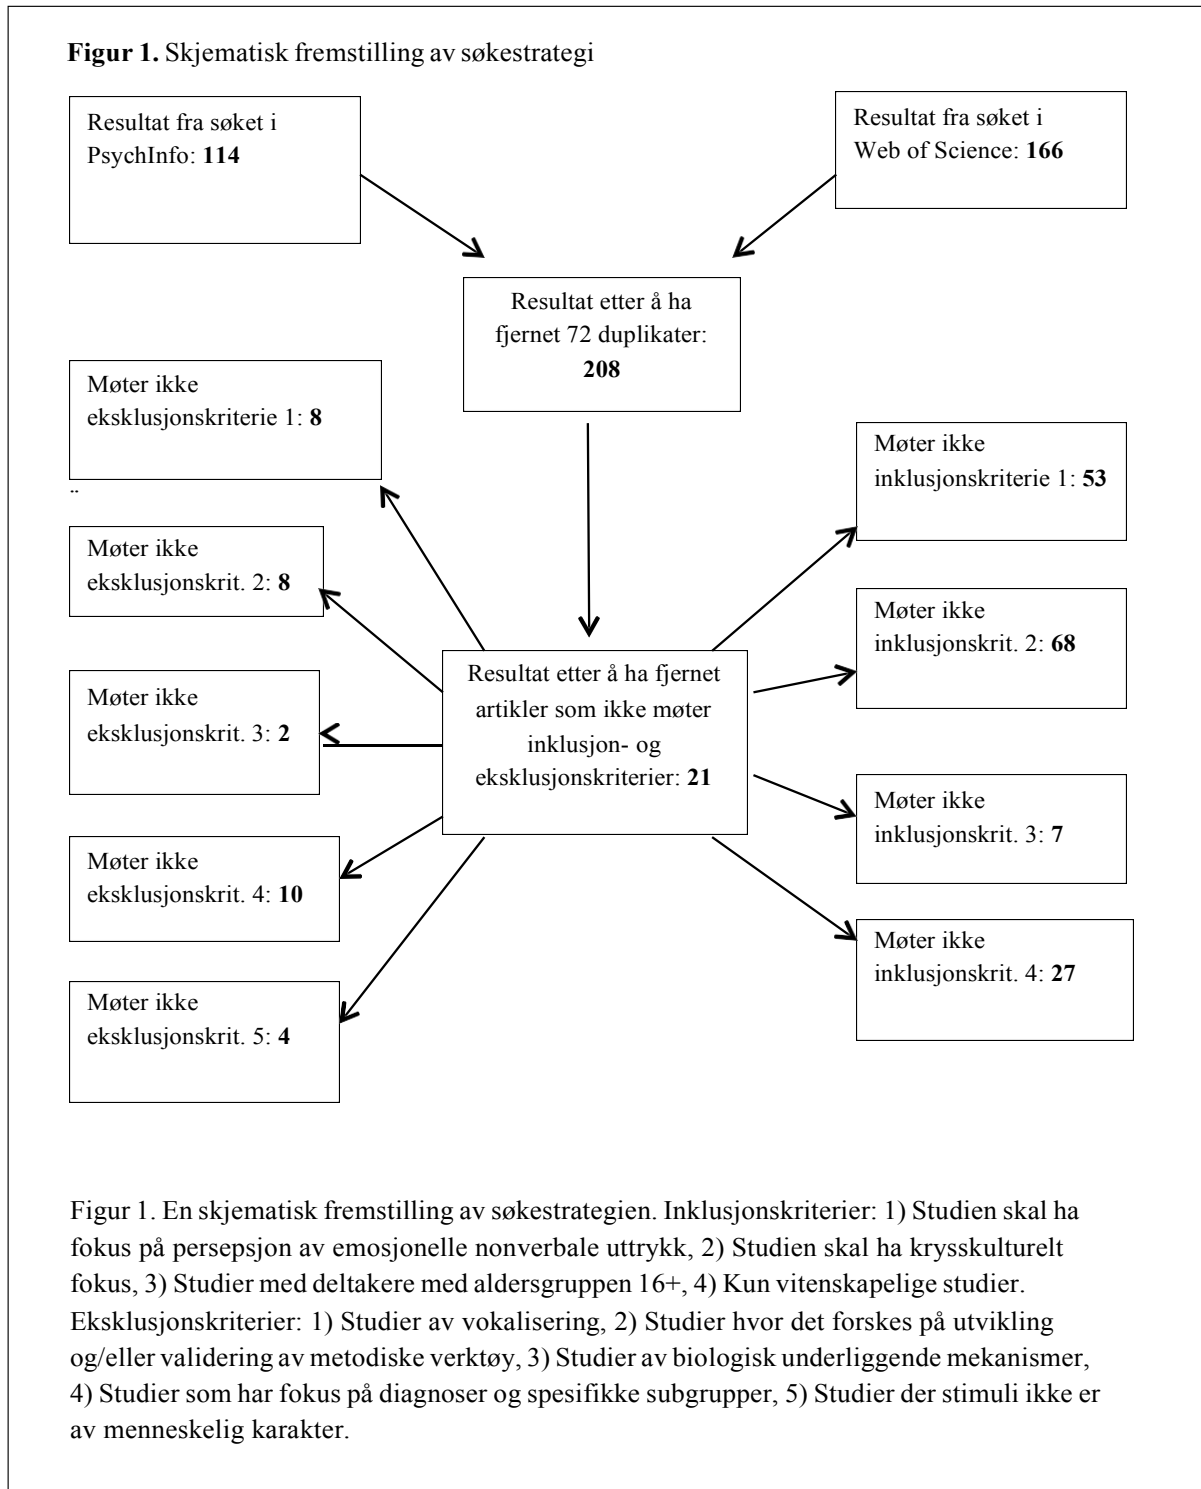 Figur 1. Skjematisk fremstilling av søkestrategi
Resultat fra søket i
PsychInfo: 114
Resultat fra søket i
Web of Science: 166
Resultat etter å ha
fjernet 72 duplikater:
208
Møter ikke
eksklusjonskriterie 1: 8
..
Møter ikke
eksklusjonskrit. 2: 8
Møter ikke
eksklusjonskrit. 3: 2
Møter ikke
eksklusjonskrit. 4: 10
Møter ikke
eksklusjonskrit. 5: 4
Resultat etter å ha fjernet
artikler som ikke møter
inklusjon- og
eksklusjonskriterier: 21
Møter ikke
inklusjonskriterie 1: 53
Møter ikke
inklusjonskrit. 2: 68
Møter ikke
inklusjonskrit. 3: 7
Møter ikke
inklusjonskrit. 4: 27
Figur 1. En skjematisk fremstilling av søkestrategien. Inklusjonskriterier: 1) Studien skal ha
fokus på persepsjon av emosjonelle nonverbale uttrykk, 2) Studien skal ha krysskulturelt
fokus, 3) Studier med deltakere med aldersgruppen 16+, 4) Kun vitenskapelige studier.
Eksklusjonskriterier: 1) Studier av vokalisering, 2) Studier hvor det forskes på utvikling
og/eller validering av metodiske verktøy, 3) Studier av biologisk underliggende mekanismer,
4) Studier som har fokus på diagnoser og spesifikke subgrupper, 5) Studier der stimuli ikke er
av menneskelig karakter.